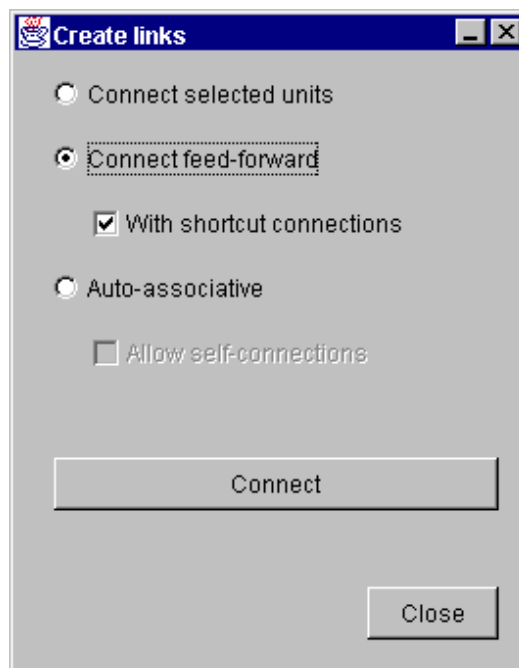 Create links
Connect selected units
Connect feed-forward
With shortcut connections
Auto-associative
Allow self-connections
Connect
Close